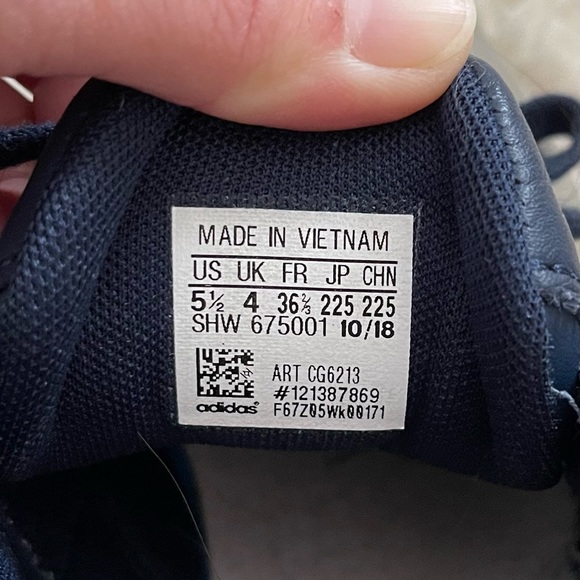 MADE IN VIETNAM
US UK FR JP CHN
5½ 4 36⅔ 225 225
SHW 675001 10/18
ART CG6213
#121387869
adidas® F67Z05Wk00171